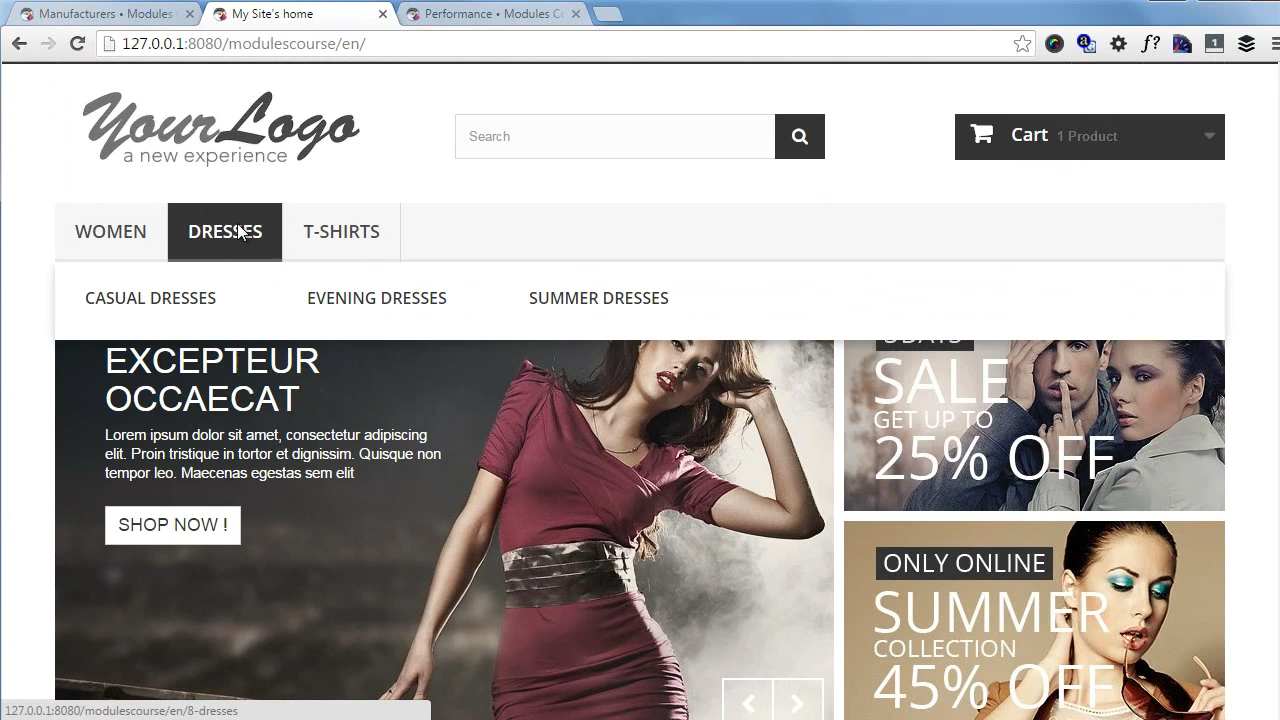 Manufacturers • Modules
My Site's home
Performance • Modules C
127.0.0.1:8080/modulescourse/en/
YourLogo
a new experience
Search
Cart 1 Product
WOMEN
DRESSES
T-SHIRTS
CASUAL DRESSES
EVENING DRESSES
SUMMER DRESSES
EXCEPTEUR
OCCAECAT
Lorem ipsum dolor sit amet, consectetur adipiscing
elit. Proin tristique in tortor et dignissim. Quisque non
tempor leo. Maecenas egestas sem elit
SHOP NOW !
3DAYS
SALE
GET UP TO
25% OFF
ONLY ONLINE
SUMMER
COLLECTION
45% OFF
127.0.0.1:8080/modulescourse/en/8-dresses